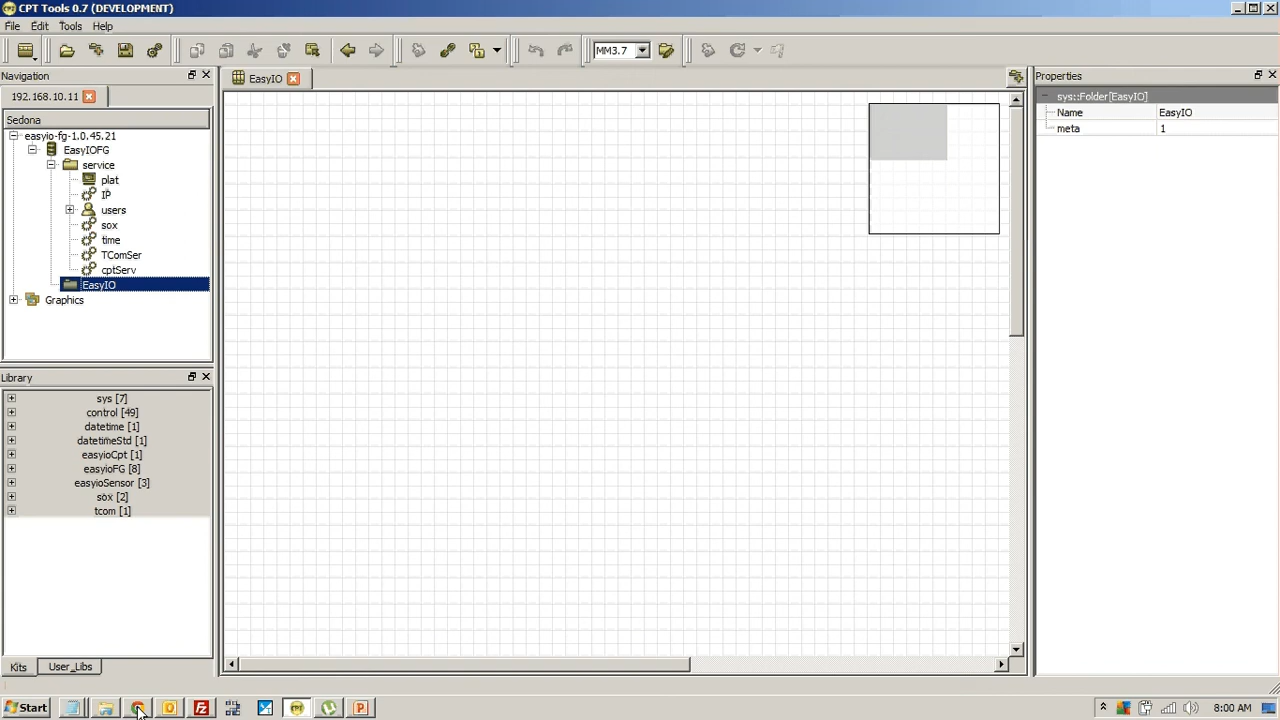 CPT Tools 0.7 (DEVELOPMENT)
File Edit Tools Help
MM3.7
Navigation
192.168.10.11
Sedona
easyio-fg-1.0.45.21
EasyIOFG
service
plat
IP
users
sox
time
TComSer
cptServ
EasyIO
Graphics
Library
sys [7]
control [49]
datetime [1]
datetimeStd [1]
easyioCpt [1]
easyioFG [8]
easyioSensor [3]
sox [2]
tcom [1]
Kits User_Libs
EasyIO
Properties
sys::Folder[EasyIO]
Name EasyIO
meta 1
Start
CPT
8:00 AM